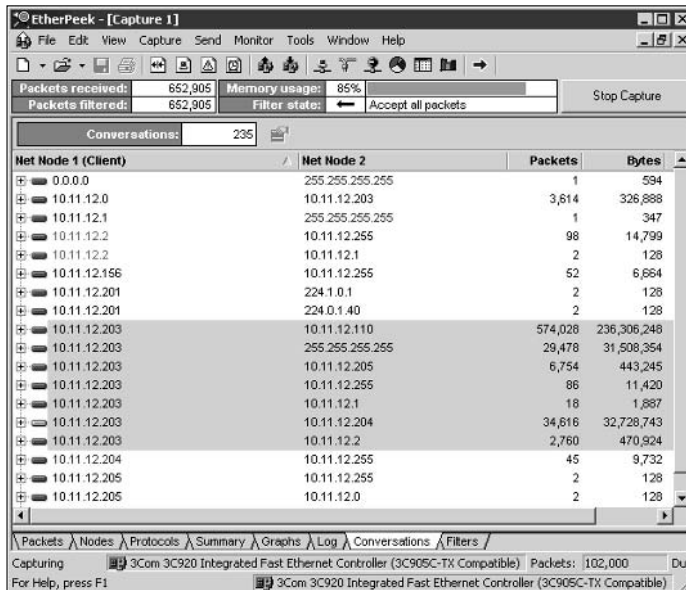 EtherPeek - [Capture 1]
File Edit View Capture Send Monitor Tools Window Help
Packets received: 652,905 Memory usage: 85%
Packets filtered: 652,905 Filter state: Accept all packets
Stop Capture
Conversations: 235
Net Node 1 (Client) Net Node 2 Packets Bytes
0.0.0.0 255.255.255.255 1 594
10.11.12.0 10.11.12.203 3,614 326,888
10.11.12.1 255.255.255.255 1 347
10.11.12.2 10.11.12.255 98 14,799
10.11.12.2 10.11.12.1 2 128
10.11.12.156 10.11.12.255 52 6,664
10.11.12.201 224.1.0.1 2 128
10.11.12.201 224.0.1.40 2 128
10.11.12.203 10.11.12.110 574,028 236,306,248
10.11.12.203 255.255.255.255 29,478 31,508,354
10.11.12.203 10.11.12.205 6,754 443,245
10.11.12.203 10.11.12.255 86 11,420
10.11.12.203 10.11.12.1 18 1,887
10.11.12.203 10.11.12.204 34,616 32,728,743
10.11.12.203 10.11.12.2 2,760 470,924
10.11.12.204 10.11.12.255 45 9,732
10.11.12.205 10.11.12.255 2 128
10.11.12.205 10.11.12.0 2 128
Packets Nodes Protocols Summary Graphs Log Conversations Filters
Capturing 3Com 3C920 Integrated Fast Ethernet Controller (3C905C-TX Compatible) Packets: 102,000 Du
For Help, press F1 3Com 3C920 Integrated Fast Ethernet Controller (3C905C-TX Compatible)